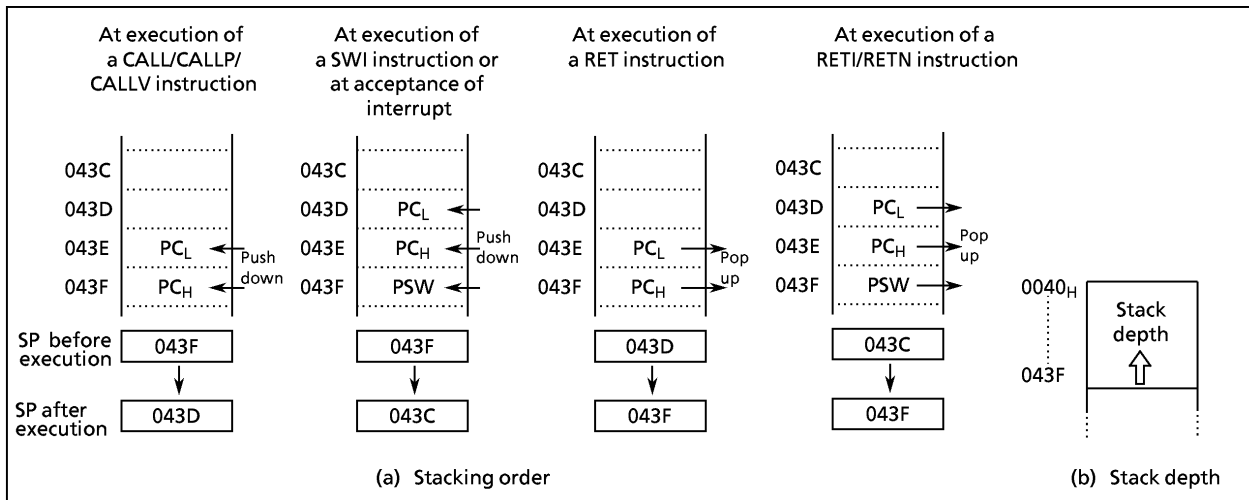 At execution of
a CALL/CALLP/
CALLV instruction
At execution of
a SWI instruction or
at acceptance of
interrupt
At execution of
a RET instruction
At execution of a
RETI/RETN instruction
043C
043D
043E PCL Push
043F PCH down
043C
043D PCL
043E PCH Push down
043F PSW
043C
043D
043E PCL Pop
043F PCH up
043C
043D PCL
043E PCH Pop up
043F PSW
SP before execution 043F 043F 043D 043C
SP after execution 043D 043C 043F 043F
0040H
Stack
depth
043F
(a) Stacking order
(b) Stack depth